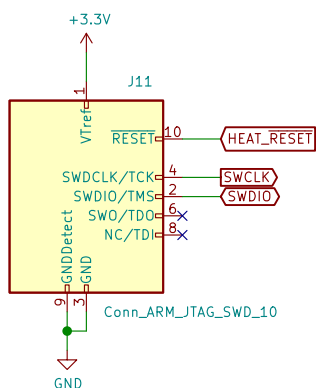 +3.3V
J11
1
VTref
RESET 10 HEAT_RESET
SWDCLK/TCK 4 SWCLK
SWDIO/TMS 2 SWDIO
SWO/TDO 6
NC/TDI 8
GNDDetect
GND
9
3
Conn_ARM_JTAG_SWD_10
GND